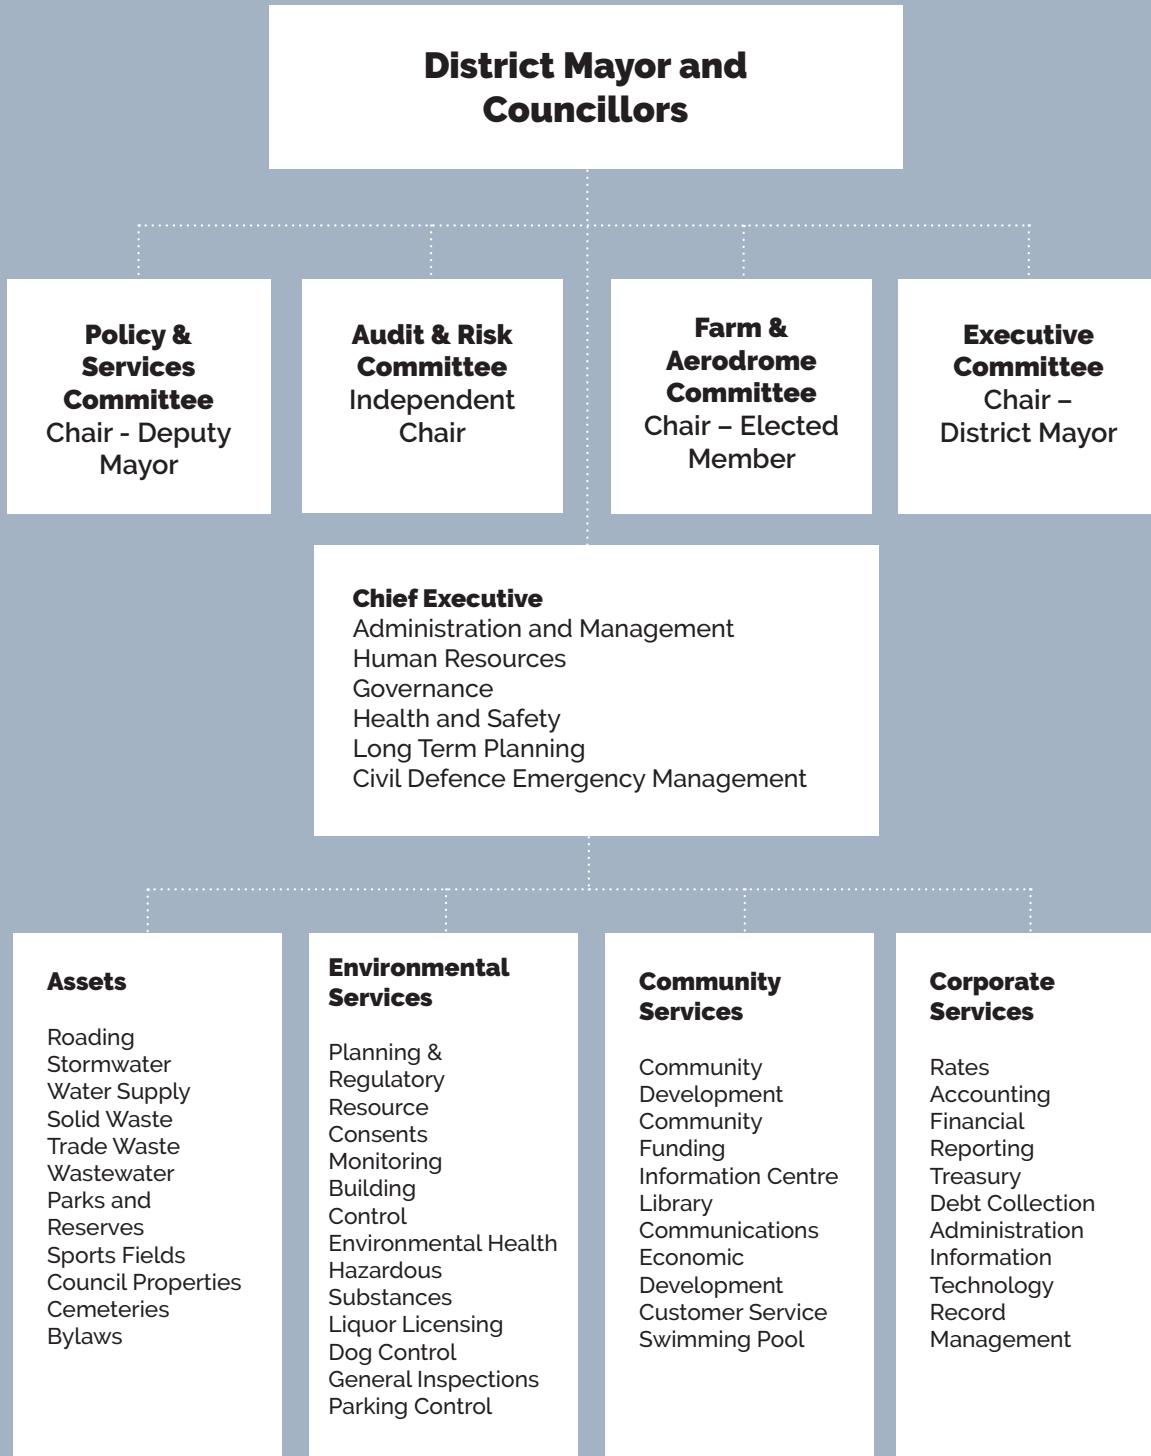 District Mayor and
Councillors
Policy &
Services
Committee
Chair - Deputy
Mayor
Audit & Risk
Committee
Independent
Chair
Farm &
Aerodrome
Committee
Chair – Elected
Member
Executive
Committee
Chair –
District Mayor
Chief Executive
Administration and Management
Human Resources
Governance
Health and Safety
Long Term Planning
Civil Defence Emergency Management
Assets
Roading
Stormwater
Water Supply
Solid Waste
Trade Waste
Wastewater
Parks and
Reserves
Sports Fields
Council Properties
Cemeteries
Bylaws
Environmental
Services
Planning &
Regulatory
Resource
Consents
Monitoring
Building
Control
Environmental Health
Hazardous
Substances
Liquor Licensing
Dog Control
General Inspections
Parking Control
Community
Services
Community
Development
Community
Funding
Information Centre
Library
Communications
Economic
Development
Customer Service
Swimming Pool
Corporate
Services
Rates
Accounting
Financial
Reporting
Treasury
Debt Collection
Administration
Information
Technology
Record
Management